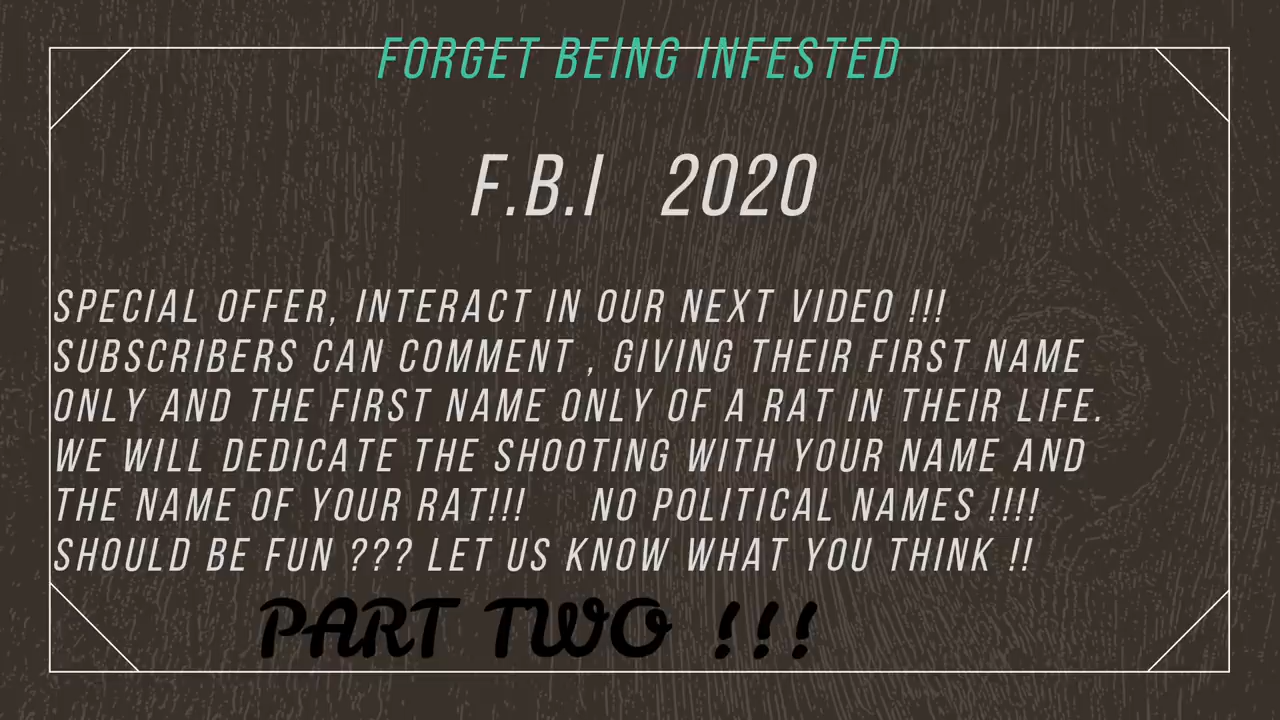 FORGET BEING INFESTED
F.B.I 2020
SPECIAL OFFER, INTERACT IN OUR NEXT VIDEO !!!
SUBSCRIBERS CAN COMMENT , GIVING THEIR FIRST NAME
ONLY AND THE FIRST NAME ONLY OF A RAT IN THEIR LIFE.
WE WILL DEDICATE THE SHOOTING WITH YOUR NAME AND
THE NAME OF YOUR RAT!!! NO POLITICAL NAMES !!!!
SHOULD BE FUN ??? LET US KNOW WHAT YOU THINK !!
PART TWO !!!